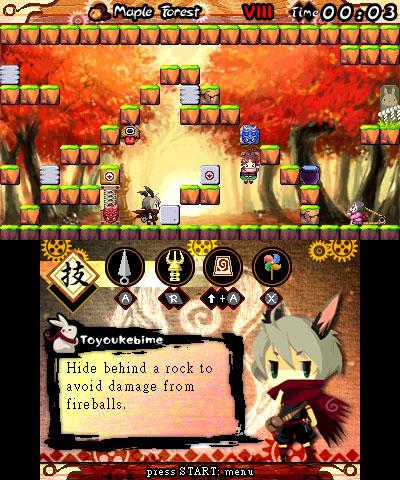 Maple Forest VIII Time 00:03
技
A R ↑+A X
Toyoukebime
Hide behind a rock to
avoid damage from
fireballs.
press START: menu